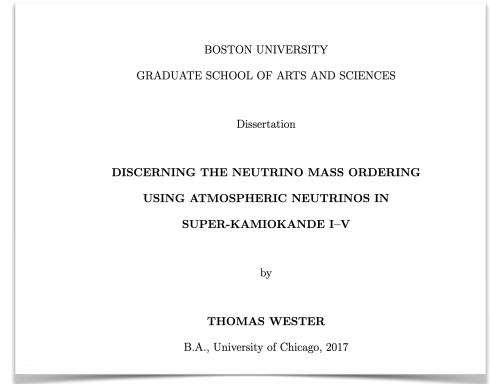 BOSTON UNIVERSITY
GRADUATE SCHOOL OF ARTS AND SCIENCES
Dissertation
DISCERNING THE NEUTRINO MASS ORDERING
USING ATMOSPHERIC NEUTRINOS IN
SUPER-KAMIOKANDE I–V
by
THOMAS WESTER
B.A., University of Chicago, 2017